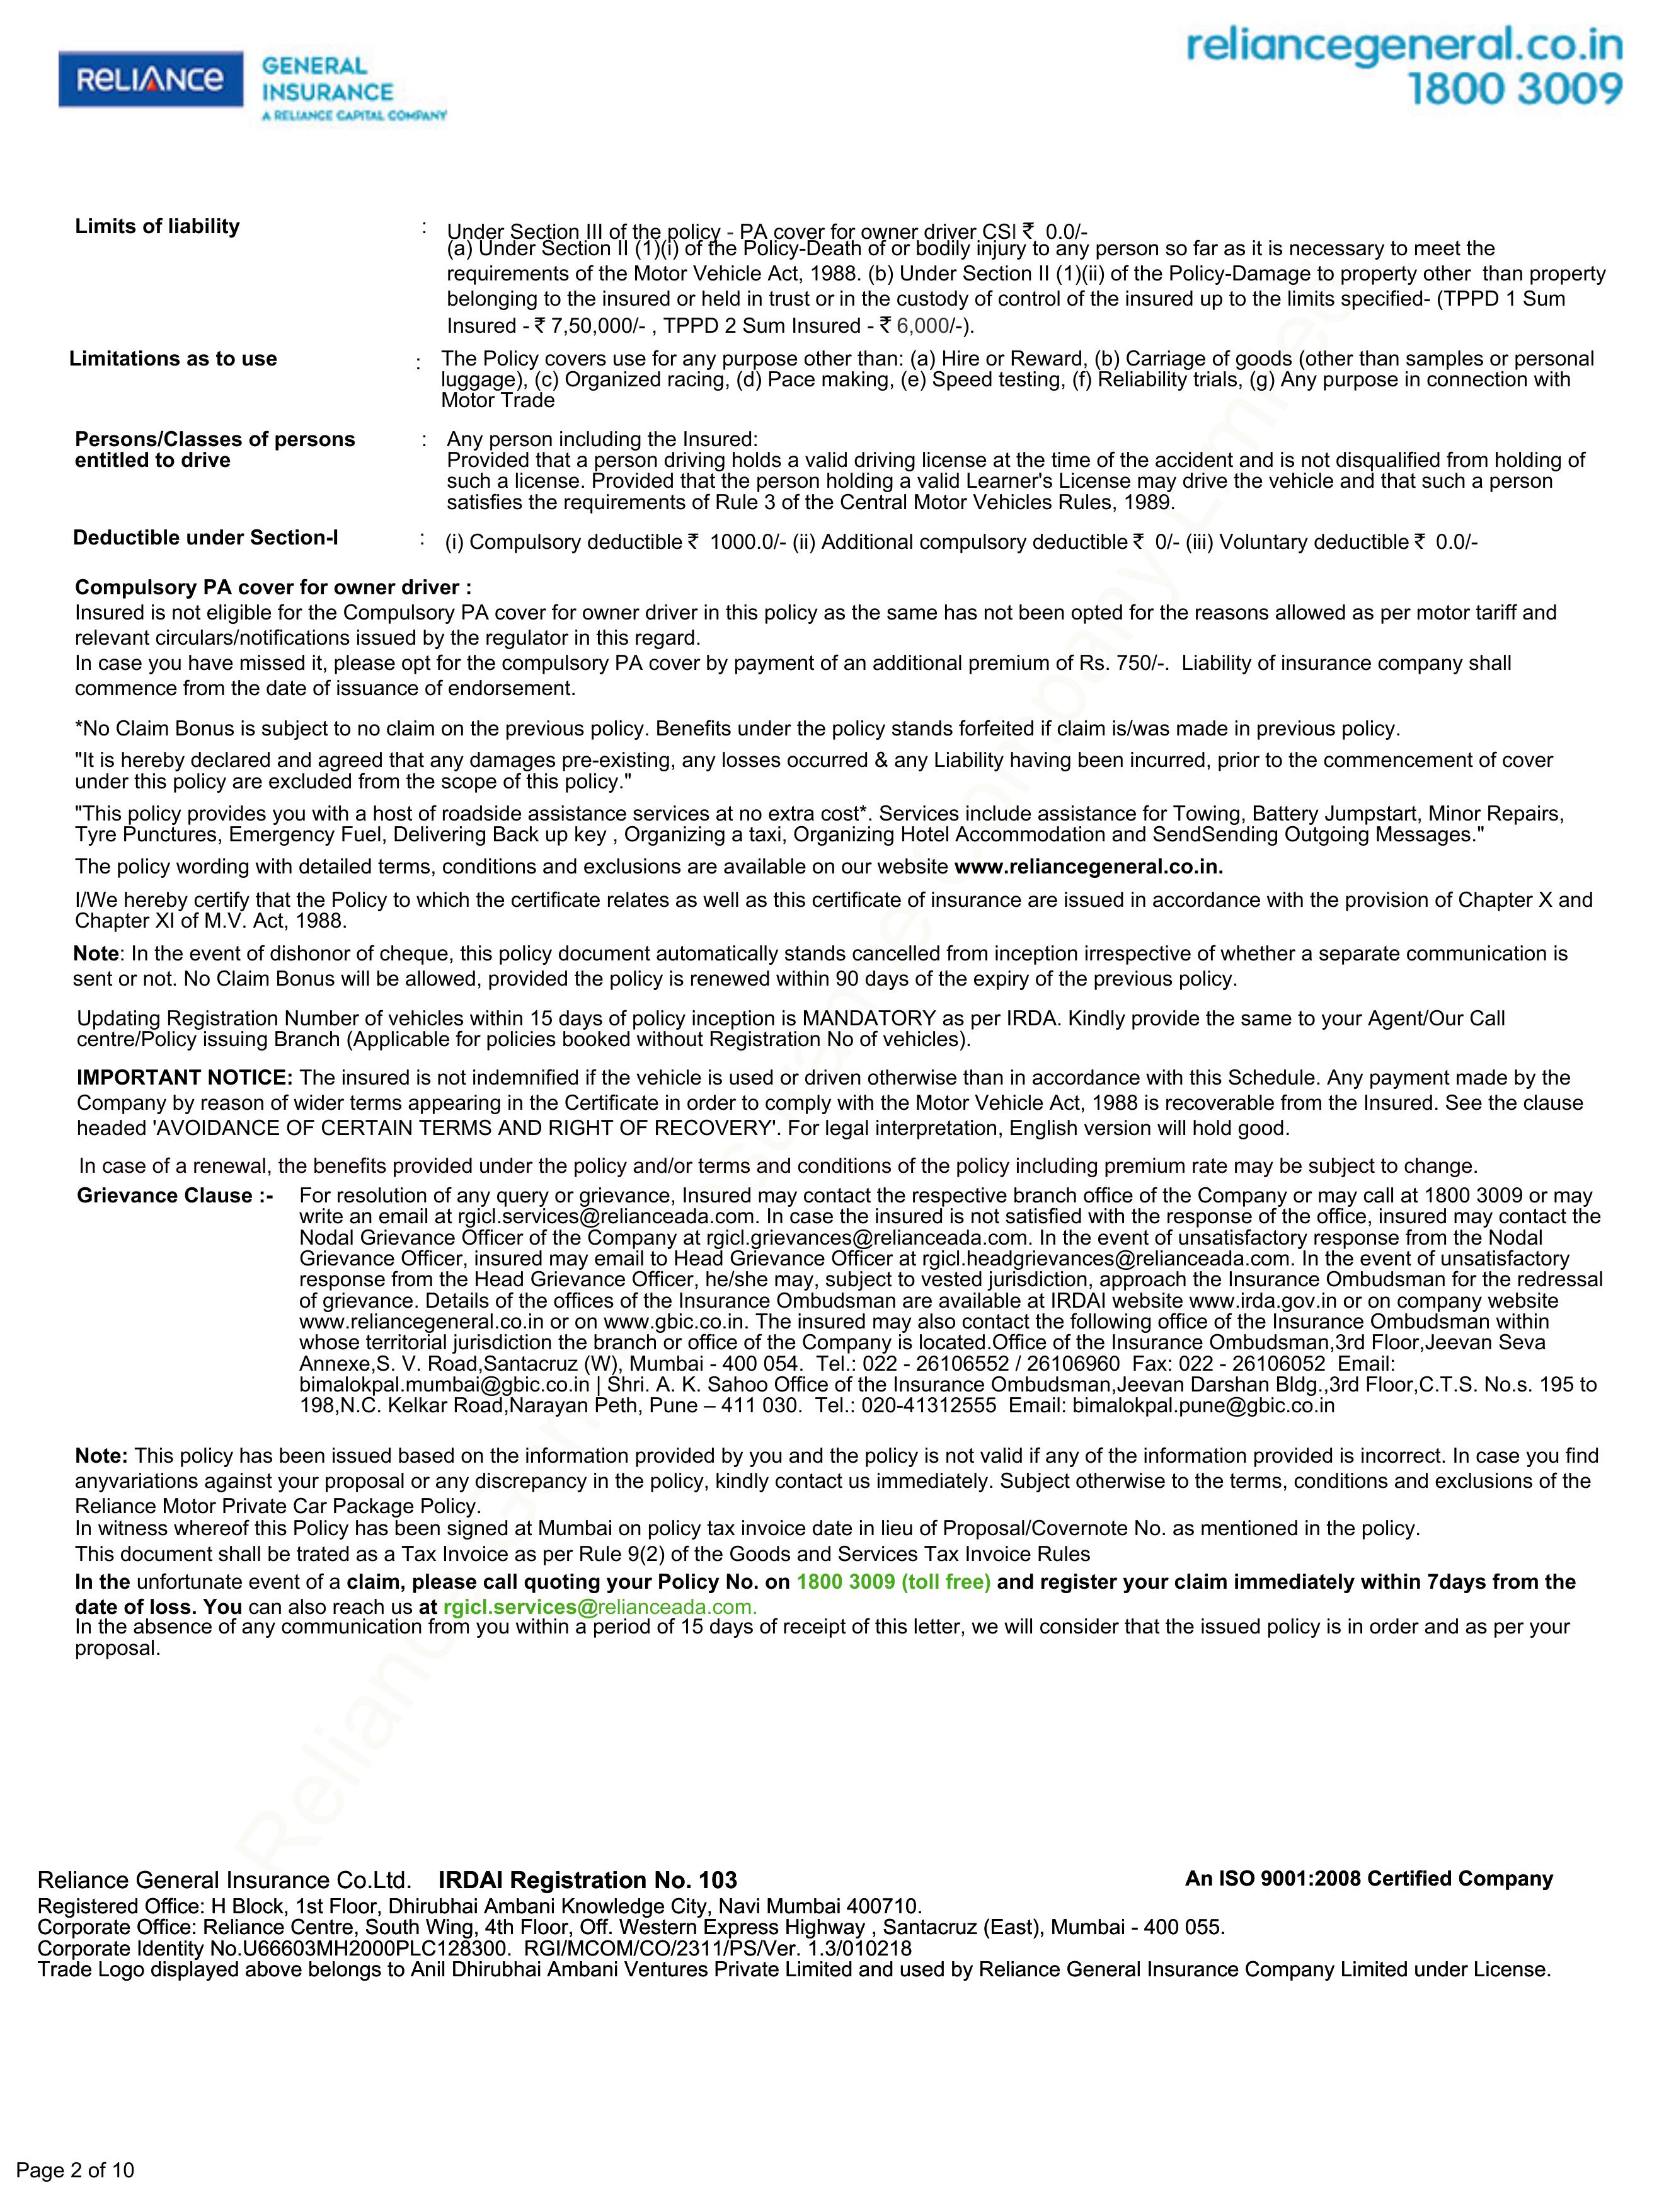 RELIANCE
GENERAL
INSURANCE
A RELIANCE CAPITAL COMPANY
reliancegeneral.co.in
1800 3009
Limits of liability : Under Section III of the policy - PA cover for owner driver CSI ₹ 0.0/-
(a) Under Section II (1)(i) of the Policy-Death of or bodily injury to any person so far as it is necessary to meet the
requirements of the Motor Vehicle Act, 1988. (b) Under Section II (1)(ii) of the Policy-Damage to property other than property
belonging to the insured or held in trust or in the custody of control of the insured up to the limits specified- (TPPD 1 Sum
Insured - ₹ 7,50,000/- , TPPD 2 Sum Insured - ₹ 6,000/-).
Limitations as to use : The Policy covers use for any purpose other than: (a) Hire or Reward, (b) Carriage of goods (other than samples or personal
luggage), (c) Organized racing, (d) Pace making, (e) Speed testing, (f) Reliability trials, (g) Any purpose in connection with
Motor Trade
Persons/Classes of persons : Any person including the Insured:
entitled to drive Provided that a person driving holds a valid driving license at the time of the accident and is not disqualified from holding of
such a license. Provided that the person holding a valid Learner's License may drive the vehicle and that such a person
satisfies the requirements of Rule 3 of the Central Motor Vehicles Rules, 1989.
Deductible under Section-I : (i) Compulsory deductible ₹ 1000.0/- (ii) Additional compulsory deductible ₹ 0/- (iii) Voluntary deductible ₹ 0.0/-
Compulsory PA cover for owner driver :
Insured is not eligible for the Compulsory PA cover for owner driver in this policy as the same has not been opted for the reasons allowed as per motor tariff and
relevant circulars/notifications issued by the regulator in this regard.
In case you have missed it, please opt for the compulsory PA cover by payment of an additional premium of Rs. 750/-. Liability of insurance company shall
commence from the date of issuance of endorsement.
*No Claim Bonus is subject to no claim on the previous policy. Benefits under the policy stands forfeited if claim is/was made in previous policy.
"It is hereby declared and agreed that any damages pre-existing, any losses occurred & any Liability having been incurred, prior to the commencement of cover
under this policy are excluded from the scope of this policy."
"This policy provides you with a host of roadside assistance services at no extra cost*. Services include assistance for Towing, Battery Jumpstart, Minor Repairs,
Tyre Punctures, Emergency Fuel, Delivering Back up key , Organizing a taxi, Organizing Hotel Accommodation and SendSending Outgoing Messages."
The policy wording with detailed terms, conditions and exclusions are available on our website www.reliancegeneral.co.in.
I/We hereby certify that the Policy to which the certificate relates as well as this certificate of insurance are issued in accordance with the provision of Chapter X and
Chapter XI of M.V. Act, 1988.
Note: In the event of dishonor of cheque, this policy document automatically stands cancelled from inception irrespective of whether a separate communication is
sent or not. No Claim Bonus will be allowed, provided the policy is renewed within 90 days of the expiry of the previous policy.
Updating Registration Number of vehicles within 15 days of policy inception is MANDATORY as per IRDA. Kindly provide the same to your Agent/Our Call
centre/Policy issuing Branch (Applicable for policies booked without Registration No of vehicles).
IMPORTANT NOTICE: The insured is not indemnified if the vehicle is used or driven otherwise than in accordance with this Schedule. Any payment made by the
Company by reason of wider terms appearing in the Certificate in order to comply with the Motor Vehicle Act, 1988 is recoverable from the Insured. See the clause
headed 'AVOIDANCE OF CERTAIN TERMS AND RIGHT OF RECOVERY'. For legal interpretation, English version will hold good.
In case of a renewal, the benefits provided under the policy and/or terms and conditions of the policy including premium rate may be subject to change.
Grievance Clause :- For resolution of any query or grievance, Insured may contact the respective branch office of the Company or may call at 1800 3009 or may
write an email at rgicl.services@relianceada.com. In case the insured is not satisfied with the response of the office, insured may contact the
Nodal Grievance Officer of the Company at rgicl.grievances@relianceada.com. In the event of unsatisfactory response from the Nodal
Grievance Officer, insured may email to Head Grievance Officer at rgicl.headgrievances@relianceada.com. In the event of unsatisfactory
response from the Head Grievance Officer, he/she may, subject to vested jurisdiction, approach the Insurance Ombudsman for the redressal
of grievance. Details of the offices of the Insurance Ombudsman are available at IRDAI website www.irda.gov.in or on company website
www.reliancegeneral.co.in or on www.gbic.co.in. The insured may also contact the following office of the Insurance Ombudsman within
whose territorial jurisdiction the branch or office of the Company is located.Office of the Insurance Ombudsman,3rd Floor,Jeevan Seva
Annexe,S. V. Road,Santacruz (W), Mumbai - 400 054. Tel.: 022 - 26106552 / 26106960 Fax: 022 - 26106052 Email:
bimalokpal.mumbai@gbic.co.in | Shri. A. K. Sahoo Office of the Insurance Ombudsman,Jeevan Darshan Bldg.,3rd Floor,C.T.S. No.s. 195 to
198,N.C. Kelkar Road,Narayan Peth, Pune – 411 030. Tel.: 020-41312555 Email: bimalokpal.pune@gbic.co.in
Note: This policy has been issued based on the information provided by you and the policy is not valid if any of the information provided is incorrect. In case you find
anyvariations against your proposal or any discrepancy in the policy, kindly contact us immediately. Subject otherwise to the terms, conditions and exclusions of the
Reliance Motor Private Car Package Policy.
In witness whereof this Policy has been signed at Mumbai on policy tax invoice date in lieu of Proposal/Covernote No. as mentioned in the policy.
This document shall be trated as a Tax Invoice as per Rule 9(2) of the Goods and Services Tax Invoice Rules
In the unfortunate event of a claim, please call quoting your Policy No. on 1800 3009 (toll free) and register your claim immediately within 7days from the
date of loss. You can also reach us at rgicl.services@relianceada.com.
In the absence of any communication from you within a period of 15 days of receipt of this letter, we will consider that the issued policy is in order and as per your
proposal.
Reliance General Insurance Co.Ltd. IRDAI Registration No. 103 An ISO 9001:2008 Certified Company
Registered Office: H Block, 1st Floor, Dhirubhai Ambani Knowledge City, Navi Mumbai 400710.
Corporate Office: Reliance Centre, South Wing, 4th Floor, Off. Western Express Highway , Santacruz (East), Mumbai - 400 055.
Corporate Identity No.U66603MH2000PLC128300. RGI/MCOM/CO/2311/PS/Ver. 1.3/010218
Trade Logo displayed above belongs to Anil Dhirubhai Ambani Ventures Private Limited and used by Reliance General Insurance Company Limited under License.
Page 2 of 10